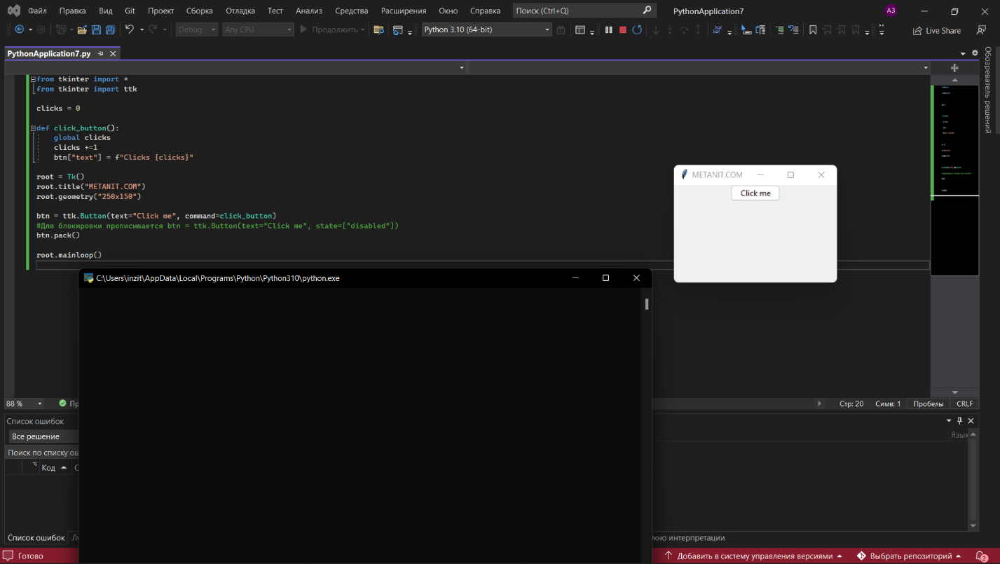 Файл Правка Вид Git Проект Сборка Отладка Тест Анализ Средства Расширения Окно Справка Поиск (Ctrl+Q) PythonApplication7 АЗ
Debug Any CPU Продолжить Python 3.10 (64-bit) Live Share
PythonApplication7.py
Обозреватель решений
from tkinter import *
from tkinter import ttk
clicks = 0
def click_button():
global clicks
clicks +=1
btn["text"] = f"Clicks {clicks}"
root = Tk()
root.title("METANIT.COM")
root.geometry("250x150")
btn = ttk.Button(text="Click me", command=click_button)
#Для блокировки прописывается btn = ttk.Button(text="Click me", state=["disabled"])
btn.pack()
root.mainloop()
METANIT.COM
Click me
C:\Users\inzit\AppData\Local\Programs\Python\Python310\python.exe
88 % Стр: 20 Симв: 1 Пробелы CRLF
Список ошибок
Все решение
Поиск по списку
Код Язык
Список ошибок интерпретации
Готово Добавить в систему управления версиями Выбрать репозиторий 2